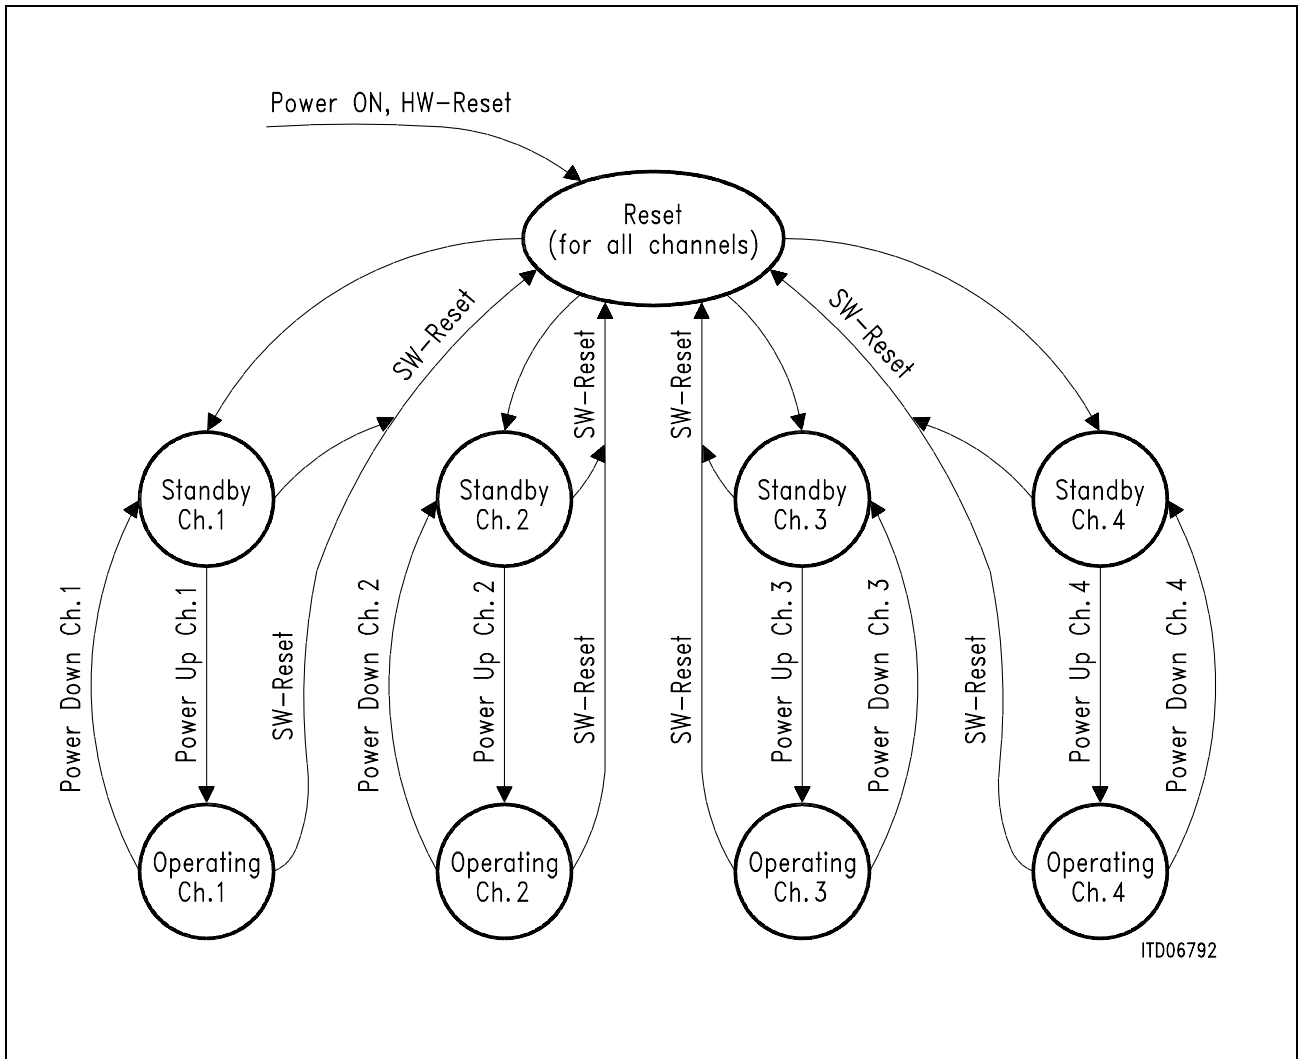 Power ON, HW-Reset
Reset
(for all channels)
SW-Reset
SW-Reset
SW-Reset
SW-Reset
Standby
Ch.1
Standby
Ch.2
Standby
Ch.3
Standby
Ch.4
Power Down Ch.1
Power Up Ch.1
SW-Reset
Power Down Ch.2
Power Up Ch.2
SW-Reset
SW-Reset
Power Up Ch.3
Power Down Ch.3
SW-Reset
Power Up Ch.4
Power Down Ch.4
Operating
Ch.1
Operating
Ch.2
Operating
Ch.3
Operating
Ch.4
ITD06792